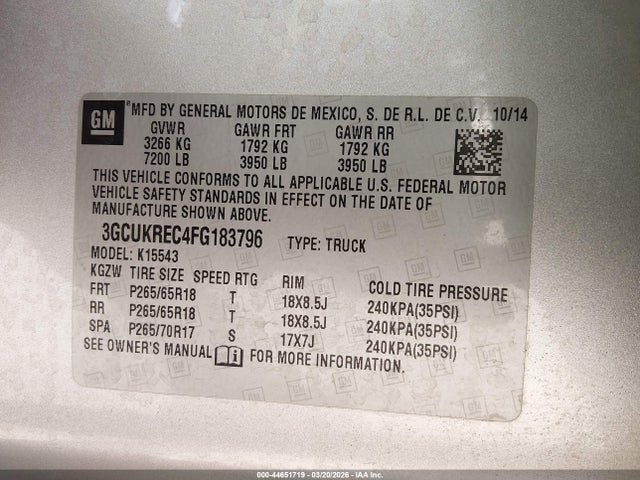 GM ® MFD BY GENERAL MOTORS DE MEXICO, S. DE R.L. DE C.V. 10/14
GVWR GAWR FRT GAWR RR
3266 KG 1792 KG 1792 KG
7200 LB 3950 LB 3950 LB
THIS VEHICLE CONFORMS TO ALL APPLICABLE U.S. FEDERAL MOTOR
VEHICLE SAFETY STANDARDS IN EFFECT ON THE DATE OF
MANUFACTURE SHOWN ABOVE.
3GCUKREC4FG183796 TYPE: TRUCK
MODEL: K15543
KGZW TIRE SIZE SPEED RTG RIM COLD TIRE PRESSURE
FRT P265/65R18 T 18X8.5J 240KPA(35PSI)
RR P265/65R18 T 18X8.5J 240KPA(35PSI)
SPA P265/70R17 S 17X7J 240KPA(35PSI)
SEE OWNER'S MANUAL i FOR MORE INFORMATION.
000-44651719 — 03/20/2026 — IAA Inc.